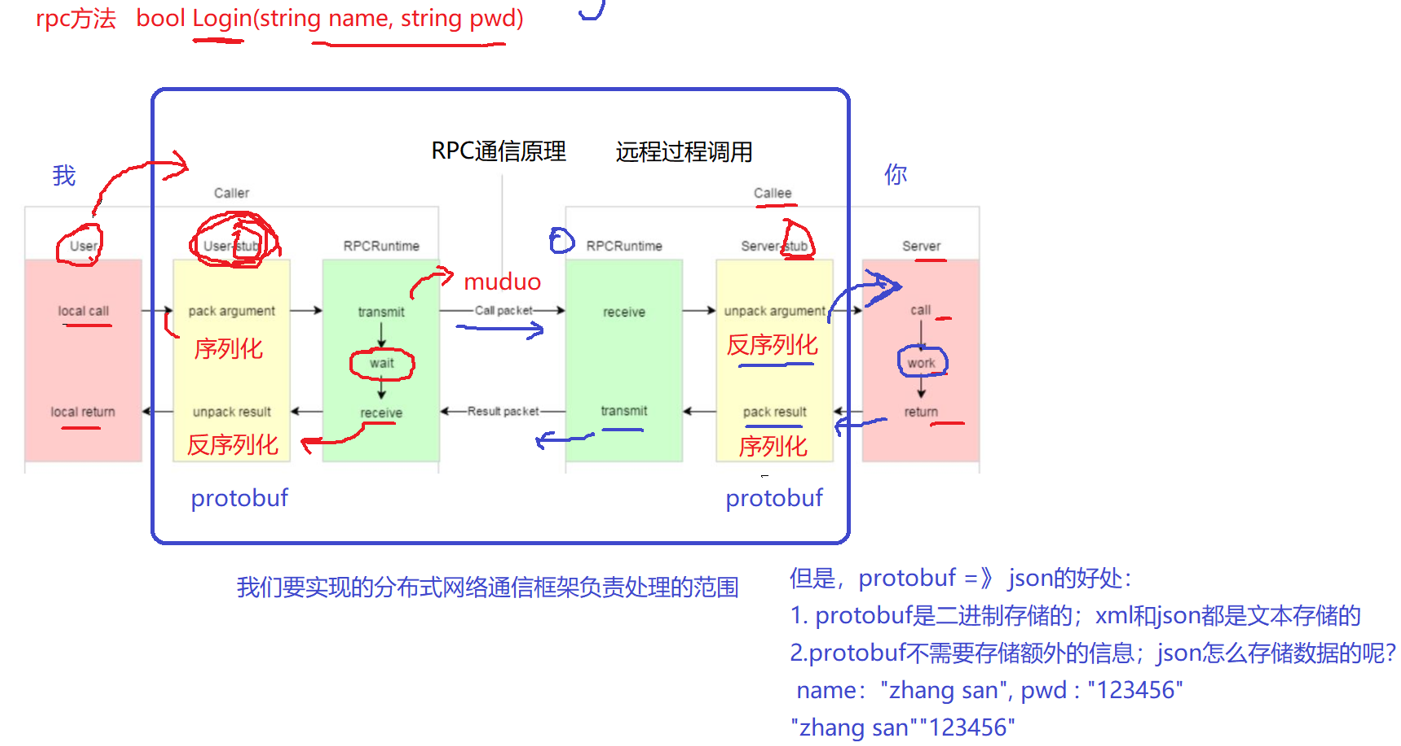 rpc方法 bool Login(string name, string pwd)
RPC通信原理 远程过程调用
我
你
Caller
Callee
User
User-stub
RPCRuntime
RPCRuntime
Server-stub
Server
muduo
local call
pack argument
transmit
Call packet
receive
unpack argument
call
序列化
反序列化
wait
work
local return
unpack result
receive
Result packet
transmit
pack result
return
反序列化
序列化
protobuf
protobuf
我们要实现的分布式网络通信框架负责处理的范围
但是，protobuf =》 json的好处：
1. protobuf是二进制存储的；xml和json都是文本存储的
2.protobuf不需要存储额外的信息；json怎么存储数据的呢？
name："zhang san", pwd : "123456"
"zhang san""123456"